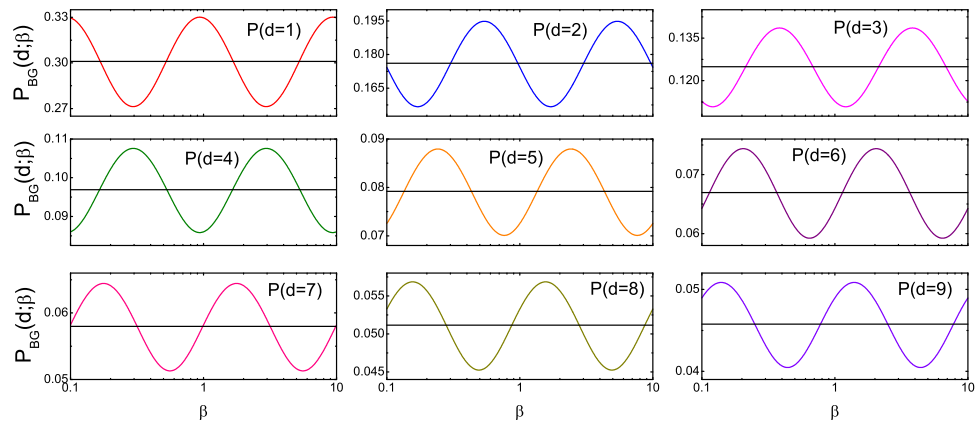 P_BG(d;β)
0.33
0.30
0.27
P(d=1)
0.195
0.180
0.165
P(d=2)
0.135
0.120
P(d=3)
P_BG(d;β)
0.11
0.10
0.09
P(d=4)
0.09
0.08
0.07
P(d=5)
0.07
0.06
P(d=6)
P_BG(d;β)
0.06
0.05
P(d=7)
0.1 1 10
β
0.055
0.050
0.045
P(d=8)
0.1 1 10
β
0.05
0.04
P(d=9)
0.1 1 10
β